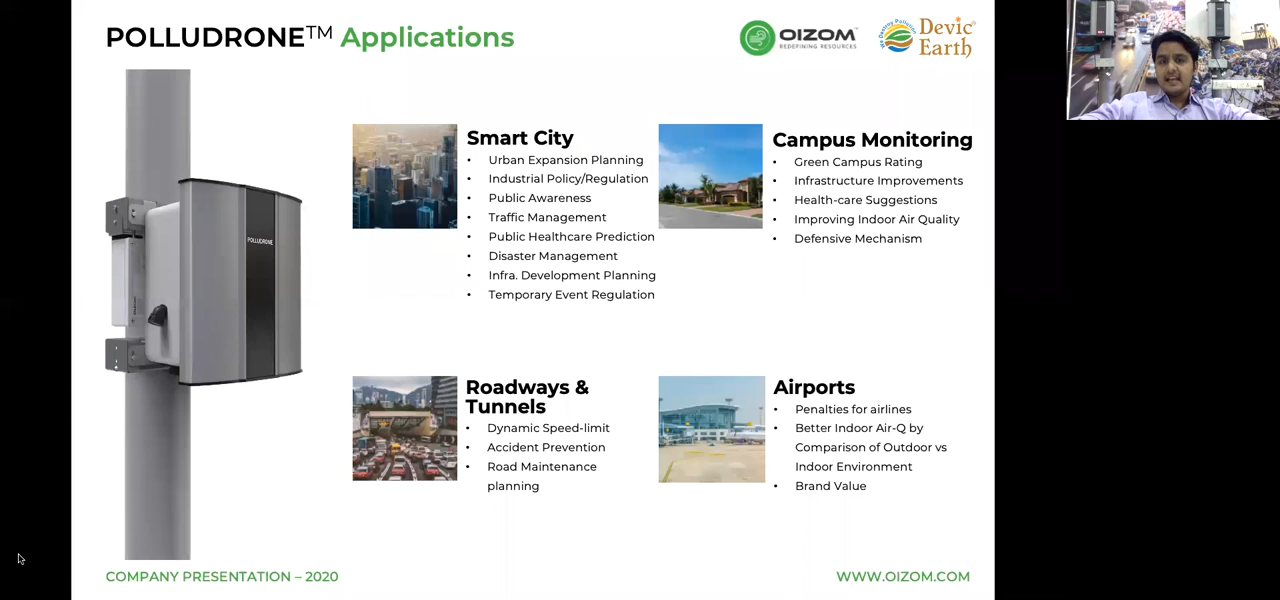 POLLUDRONE™ Applications
OIZOM™
REDEFINING RESOURCES
We Destroy Pollution
Devic
Earth
POLLUDRONE
Smart City
• Urban Expansion Planning
• Industrial Policy/Regulation
• Public Awareness
• Traffic Management
• Public Healthcare Prediction
• Disaster Management
• Infra. Development Planning
• Temporary Event Regulation
Campus Monitoring
• Green Campus Rating
• Infrastructure Improvements
• Health-care Suggestions
• Improving Indoor Air Quality
• Defensive Mechanism
Roadways &
Tunnels
• Dynamic Speed-limit
• Accident Prevention
• Road Maintenance
planning
Airports
• Penalties for airlines
• Better Indoor Air-Q by
Comparison of Outdoor vs
Indoor Environment
• Brand Value
COMPANY PRESENTATION – 2020
WWW.OIZOM.COM